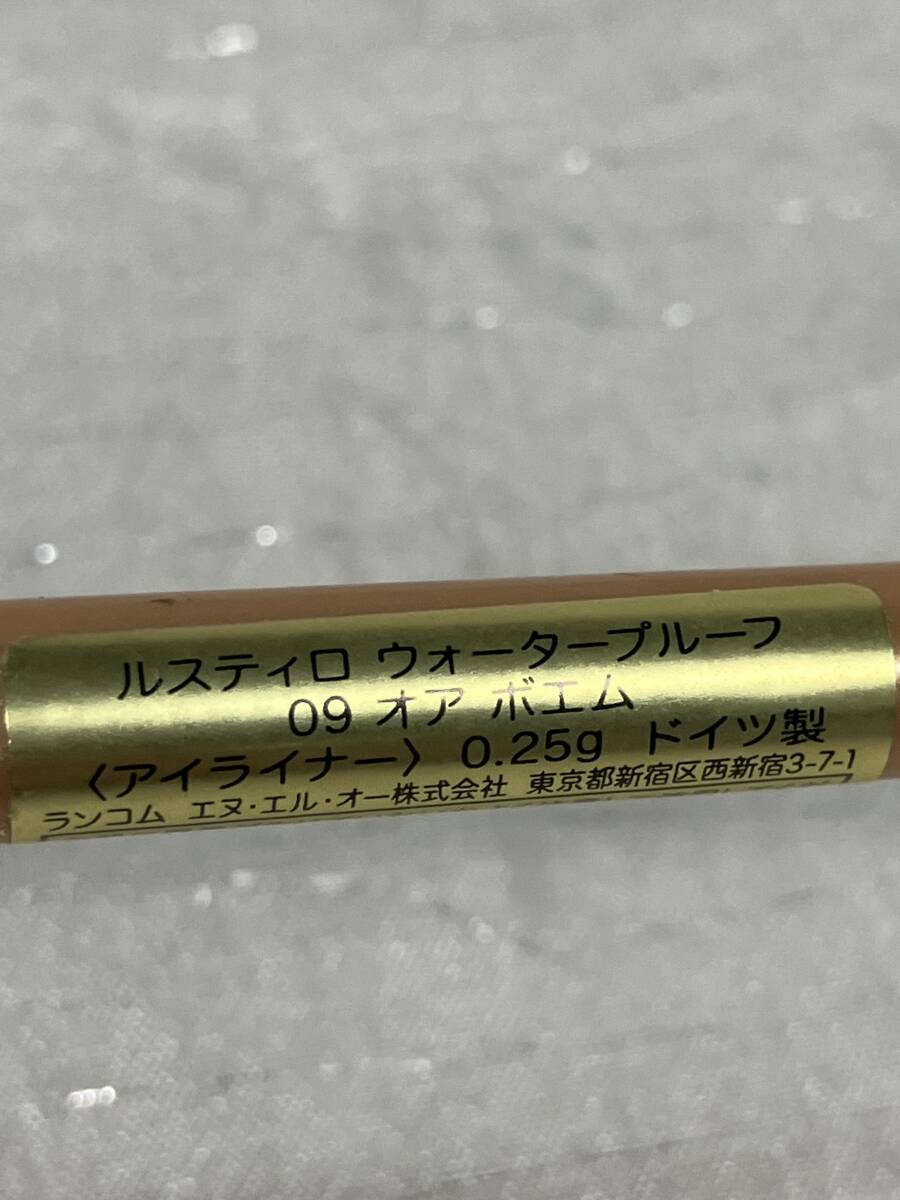 ルスティロ ウォータープルーフ
09 オア ボエム
〈アイライナー〉 0.25g ドイツ製
ランコム エヌ・エル・オー株式会社 東京都新宿区西新宿3-7-1